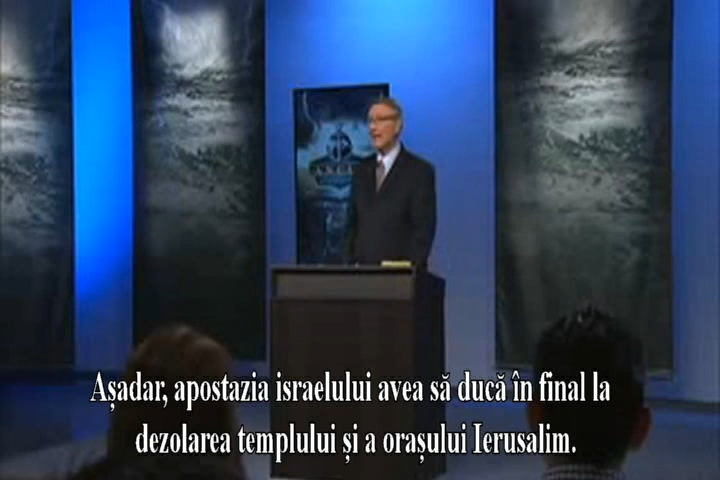 Așadar, apostazia israelului avea să ducă în final la
dezolarea templului și a orașului Ierusalim.